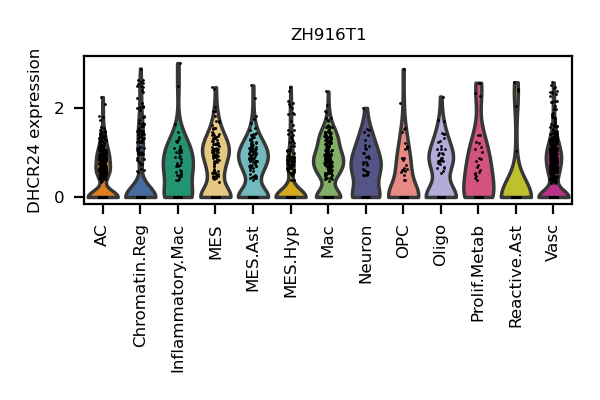 ZH916T1
DHCR24 expression
2
0
AC
Chromatin.Reg
Inflammatory.Mac
MES
MES.Ast
MES.Hyp
Mac
Neuron
OPC
Oligo
Prolif.Metab
Reactive.Ast
Vasc